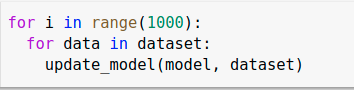 for i in range(1000):
  for data in dataset:
    update_model(model, dataset)